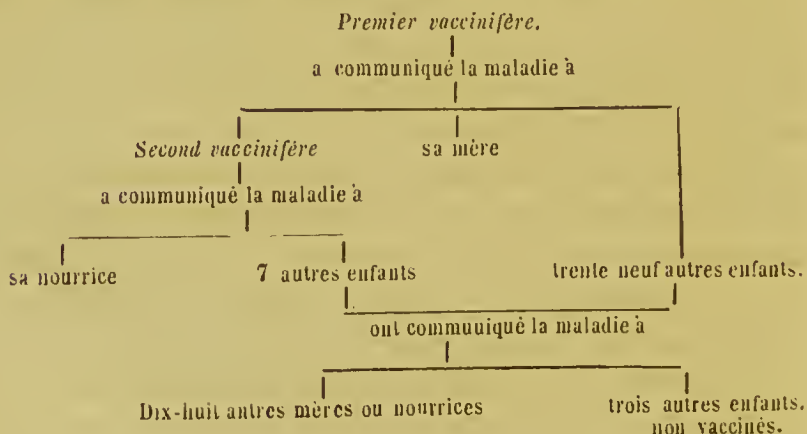 Premier vaccinifère.
a communiqué la maladie à
Second vaccinifère
sa mère
a communiqué la maladie à
sa nourrice
7 autres enfants
trente neuf autres enfants.
ont commuuiqué la maladie à
Dix-huit antres mères ou nourrices
trois autres enfants.
non vaccinés.